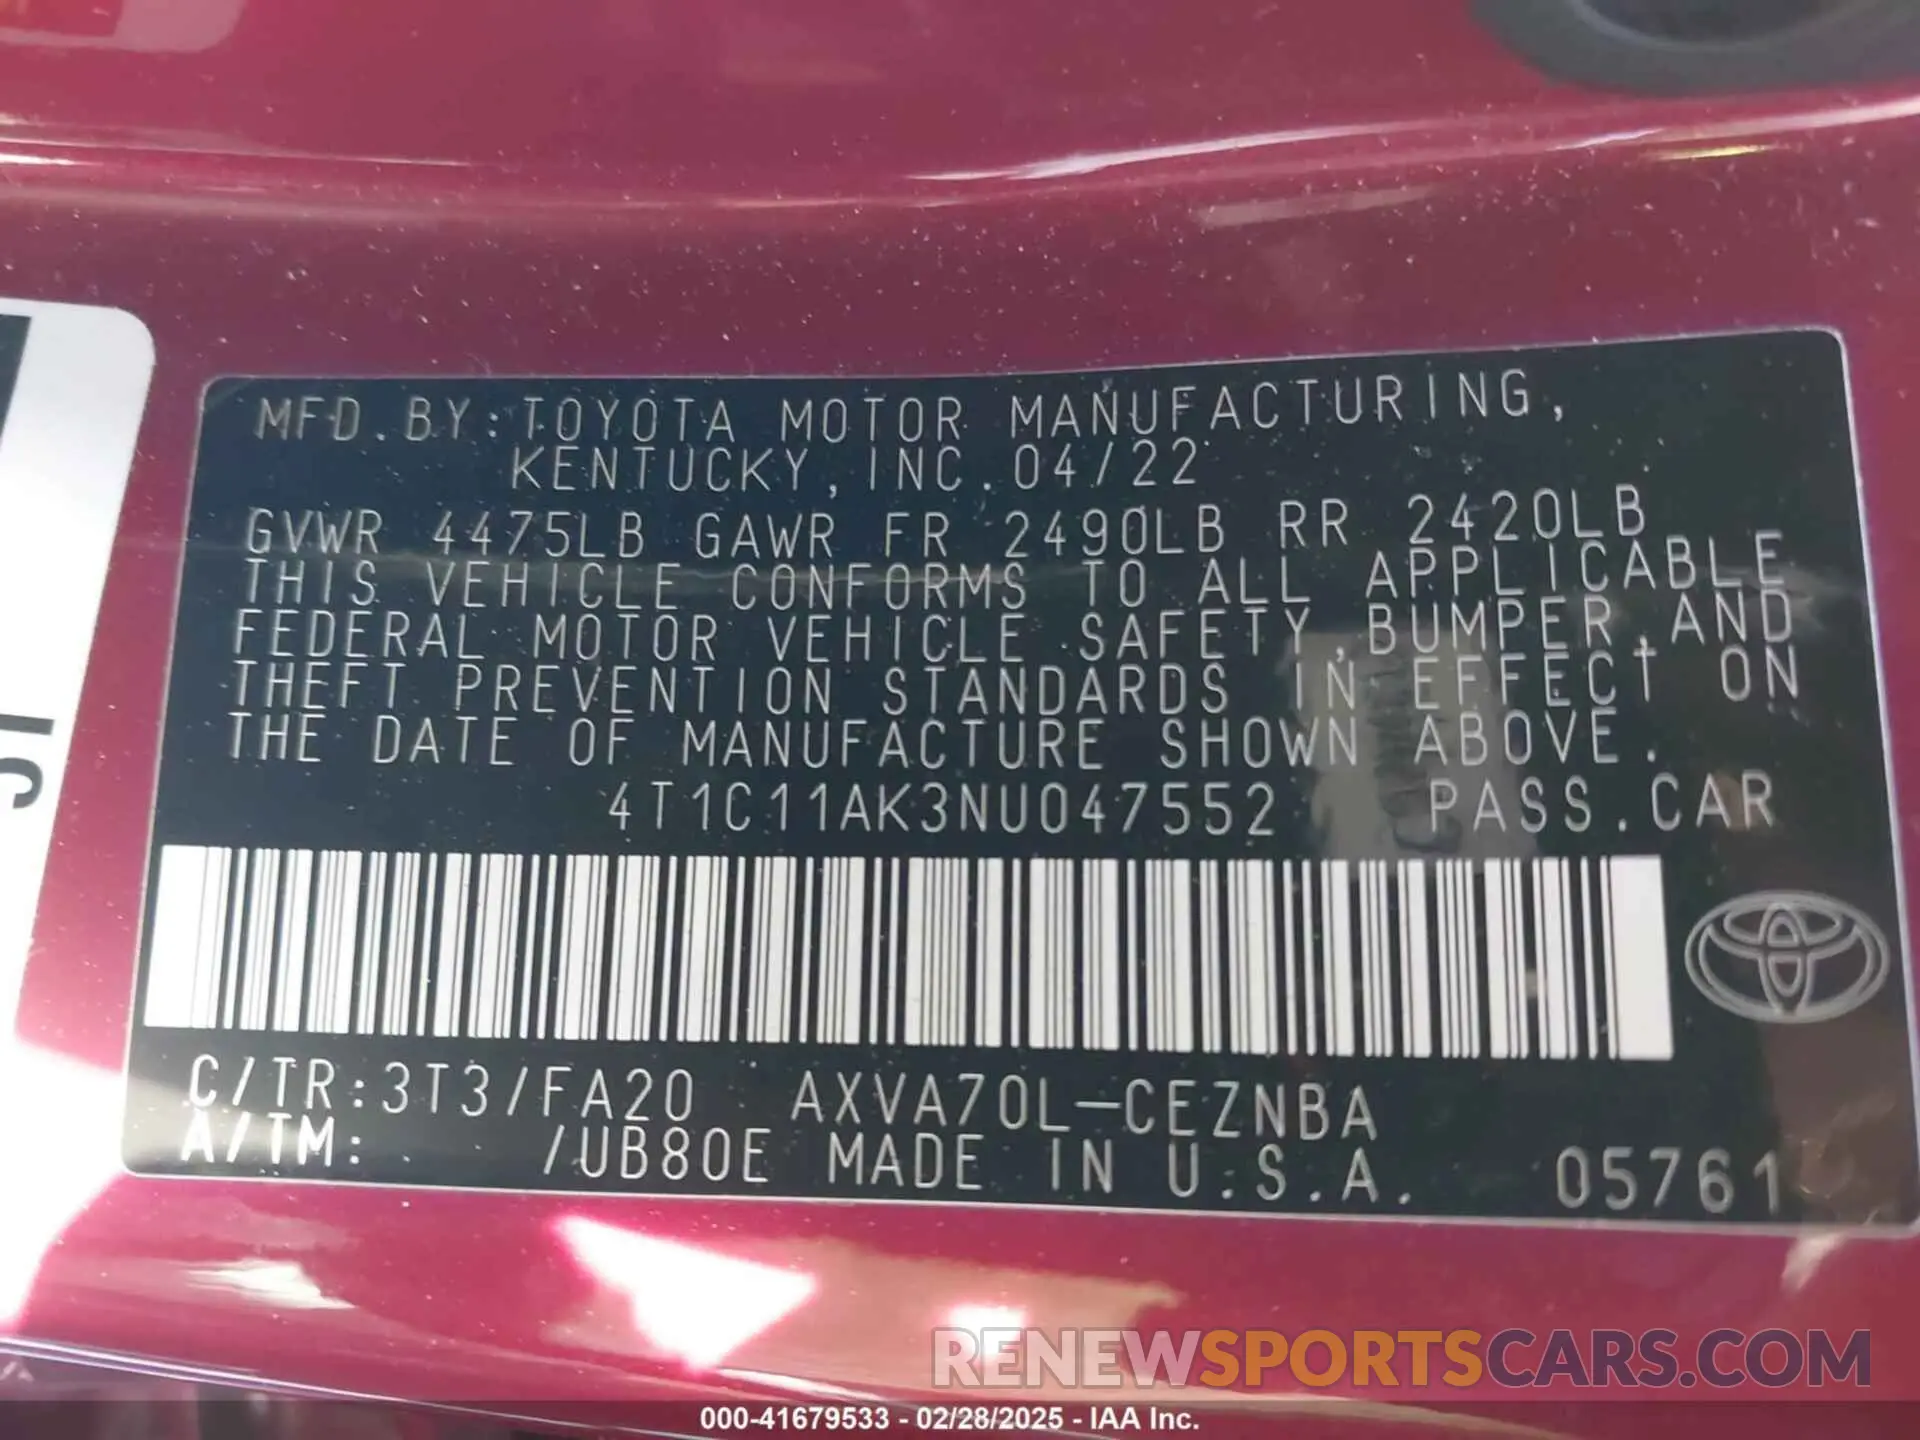 MFD. BY: TOYOTA MOTOR MANUFACTURING,
KENTUCKY, INC. 04/22
GVWR 4475LB GAWR FR 2490LB RR 2420LB
THIS VEHICLE CONFORMS TO ALL APPLICABLE
FEDERAL MOTOR VEHICLE SAFETY, BUMPER, AND
THEFT PREVENTION STANDARDS IN EFFECT ON
THE DATE OF MANUFACTURE SHOWN ABOVE.
4T1C11AK3NU047552 PASS. CAR
C/TR:3T3/FA20 AXVA70L-CEZNBA
A/TM: /UB80E MADE IN U.S.A. 05761
RENEWSPORTSCARS.COM
000-41679533 - 02/28/2025 - IAA Inc.